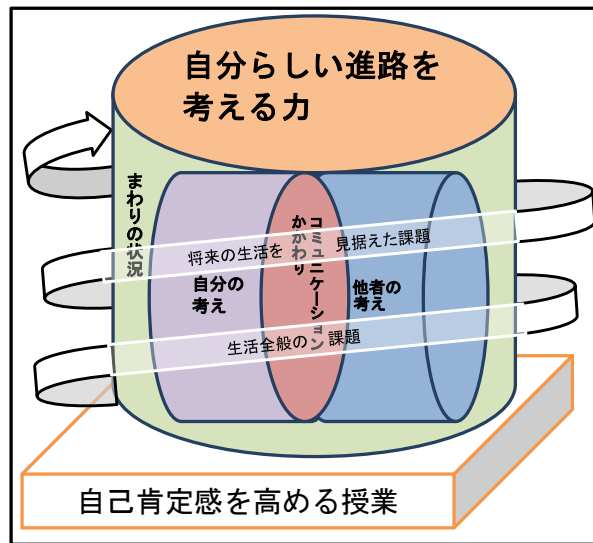 自分らしい進路を
考える力
まわりの状況
コミュニケーション
かかわり
将来の生活を 見据えた課題
自分の
考え
他者の
考え
生活全般の 課題
自己肯定感を高める授業